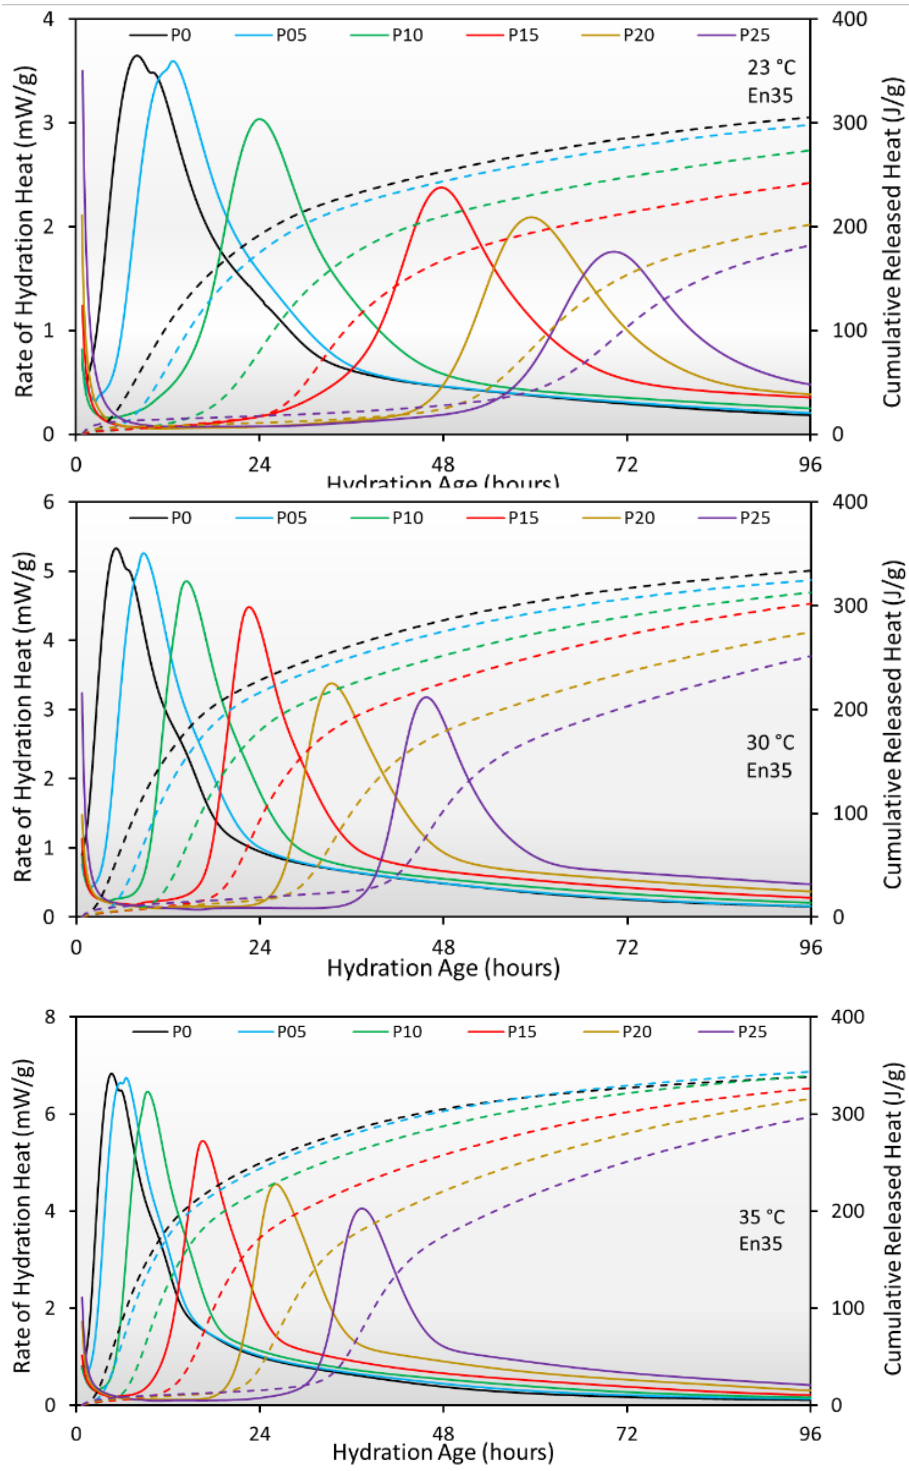 P0 P05 P10 P15 P20 P25
23 °C
En35
Rate of Hydration Heat (mW/g)
4
3
2
1
0
Cumulative Released Heat (J/g)
400
300
200
100
0
0 24 48 72 96
Hydration Age (hours)
P0 P05 P10 P15 P20 P25
30 °C
En35
Rate of Hydration Heat (mW/g)
6
5
4
3
2
1
0
Cumulative Released Heat (J/g)
400
300
200
100
0
0 24 48 72 96
Hydration Age (hours)
P0 P05 P10 P15 P20 P25
35 °C
En35
Rate of Hydration Heat (mW/g)
8
6
4
2
0
Cumulative Released Heat (J/g)
400
300
200
100
0
0 24 48 72 96
Hydration Age (hours)